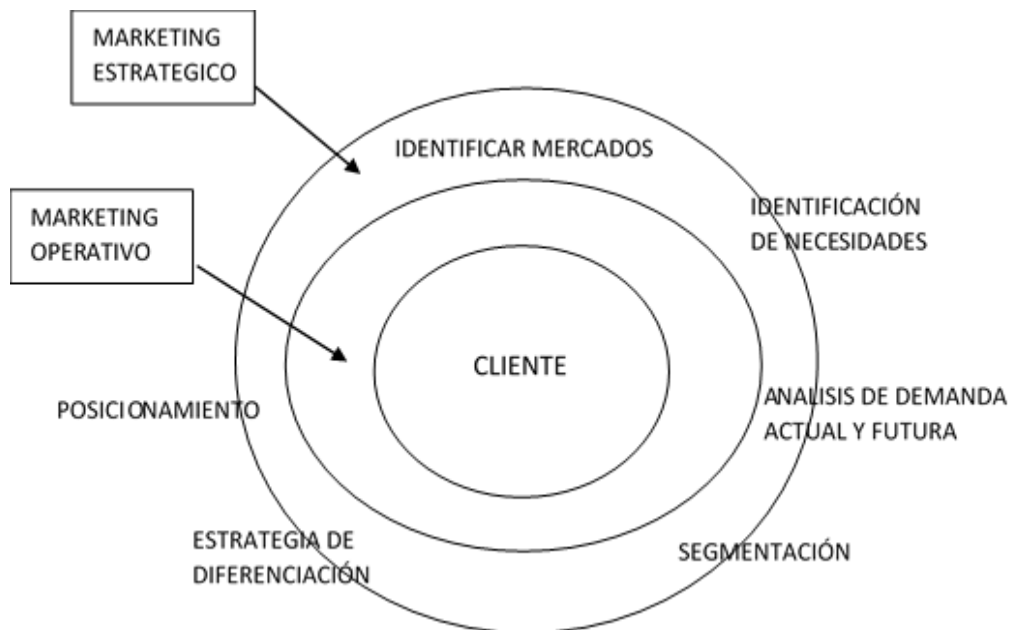 MARKETING
ESTRATEGICO
IDENTIFICAR MERCADOS
MARKETING
OPERATIVO
IDENTIFICACIÓN
DE NECESIDADES
CLIENTE
POSICIONAMIENTO
ANALISIS DE DEMANDA
ACTUAL Y FUTURA
ESTRATEGIA DE
DIFERENCIACIÓN
SEGMENTACIÓN